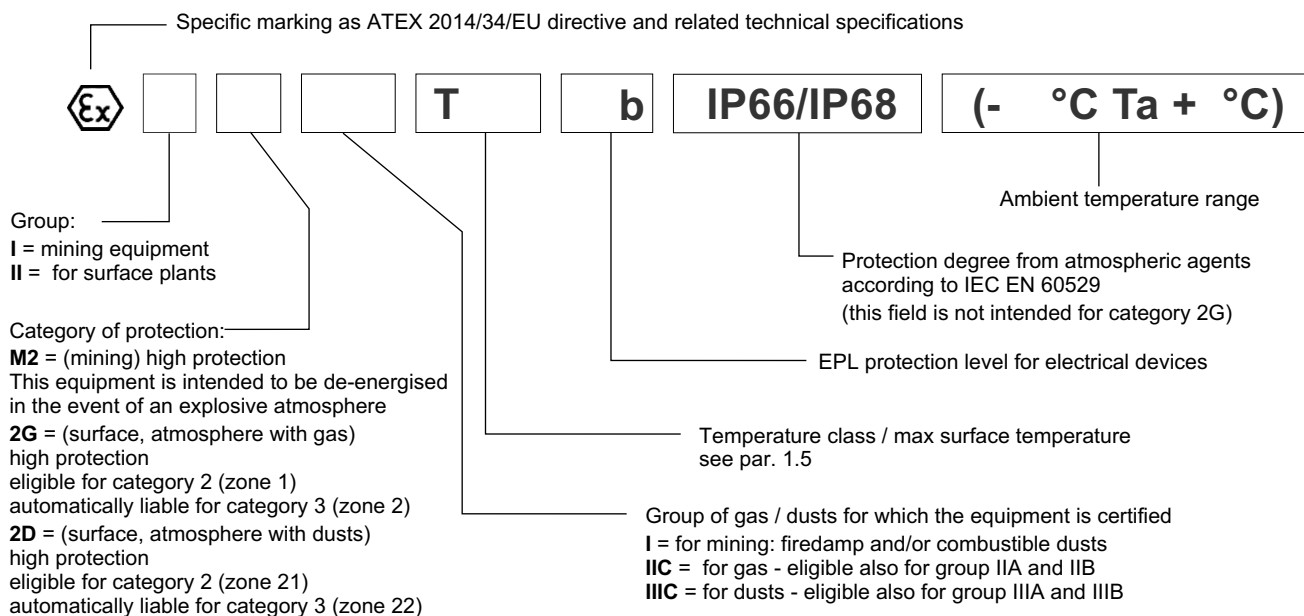 Specific marking as ATEX 2014/34/EU directive and related technical specifications
Ex T b IP66/IP68 (- °C Ta + °C)
Ambient temperature range
Group:
I = mining equipment
II = for surface plants
Protection degree from atmospheric agents
according to IEC EN 60529
(this field is not intended for category 2G)
Category of protection:
M2 = (mining) high protection
This equipment is intended to be de-energised
in the event of an explosive atmosphere
2G = (surface, atmosphere with gas)
high protection
eligible for category 2 (zone 1)
automatically liable for category 3 (zone 2)
2D = (surface, atmosphere with dusts)
high protection
eligible for category 2 (zone 21)
automatically liable for category 3 (zone 22)
EPL protection level for electrical devices
Temperature class / max surface temperature
see par. 1.5
Group of gas / dusts for which the equipment is certified
I = for mining: firedamp and/or combustible dusts
IIC = for gas - eligible also for group IIA and IIB
IIIC = for dusts - eligible also for group IIIA and IIIB